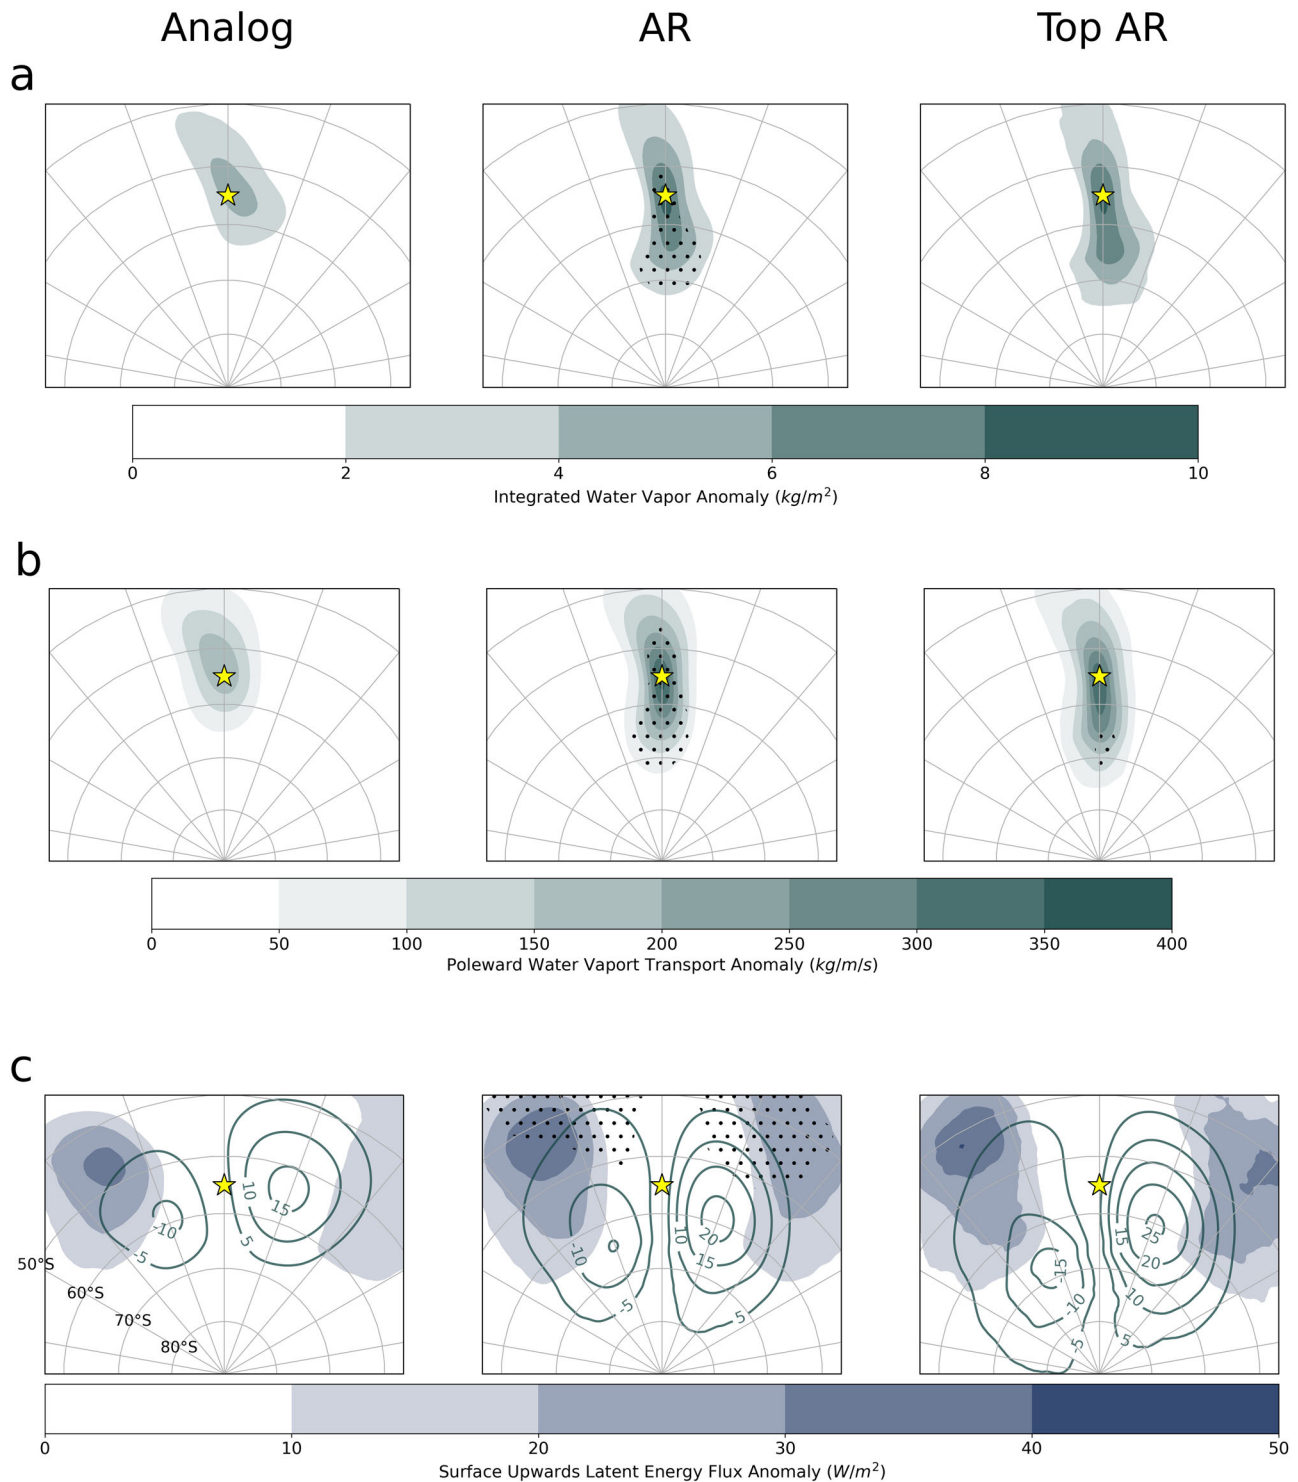 Analog AR Top AR
a
0 2 4 6 8 10
Integrated Water Vapor Anomaly (kg/m²)
b
0 50 100 150 200 250 300 350 400
Poleward Water Vaport Transport Anomaly (kg/m/s)
c
10 15 -10 5 -5
20 10 -10 15 -5 5
15 25 20 -15 10 -10 5 -5
50°S
60°S
70°S
80°S
0 10 20 30 40 50
Surface Upwards Latent Energy Flux Anomaly (W/m²)